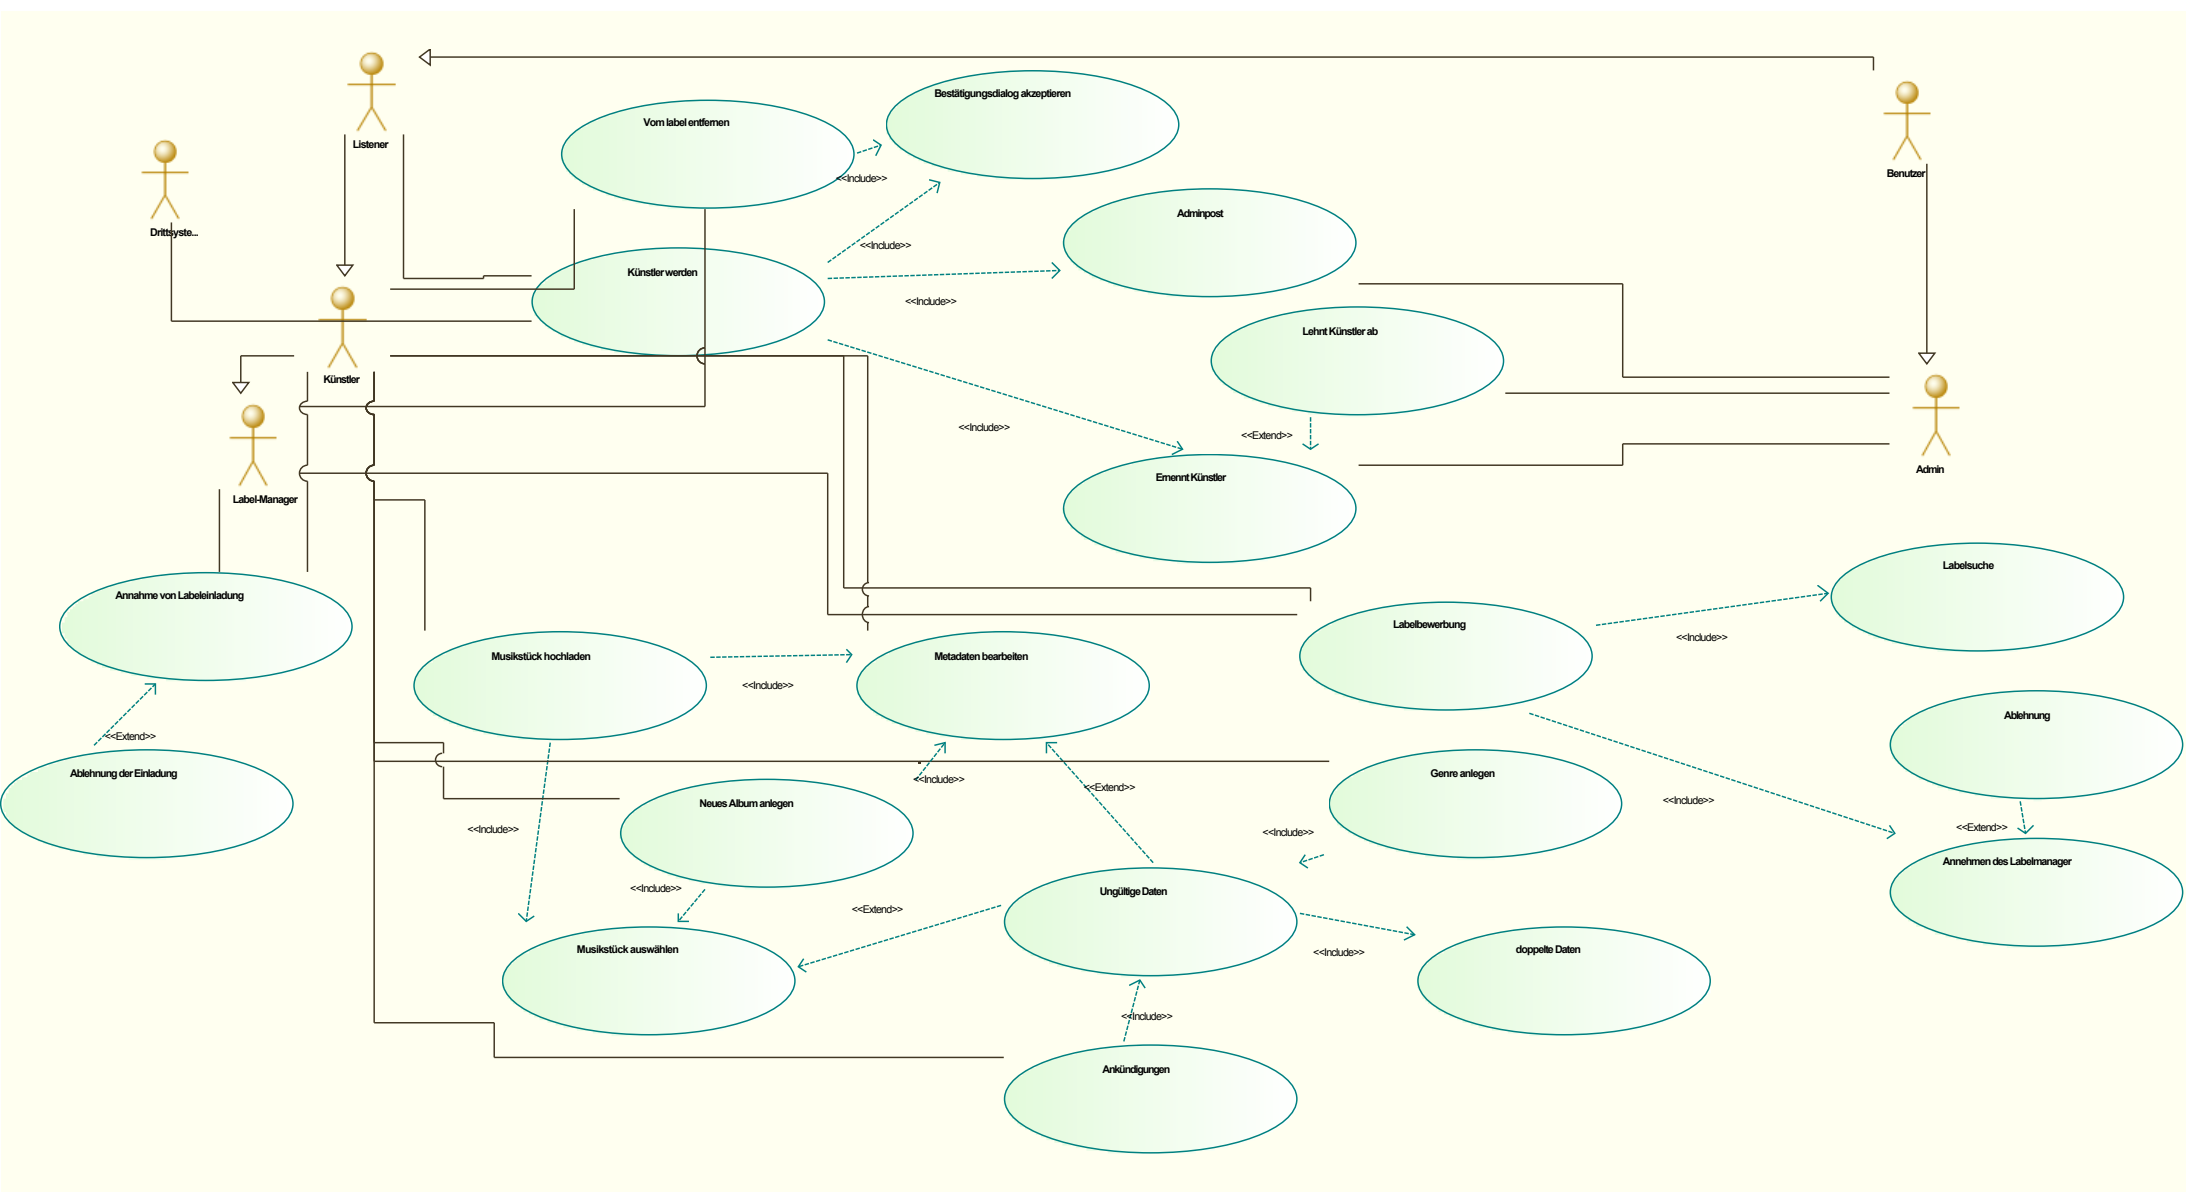 Bestätigungsdialog akzeptieren
Vom label entfernen
Listener
Benutzer
<<Include>>
Adminpost
Drittsyste...
<<Include>>
Künstler werden
<<Include>>
Lehnt Künstler ab
Künstler
<<Include>>
<<Extend>>
Admin
Ernennt Künstler
Label-Manager
Labelsuche
Annahme von Labeleinladung
Labelbewerbung
<<Include>>
Musikstück hochladen
Metadaten bearbeiten
<<Include>>
Ablehnung
<<Extend>>
Ablehnung der Einladung
<<Include>>
Genre anlegen
<<Extend>>
Neues Album anlegen
<<Include>>
<<Include>>
<<Include>>
<<Extend>>
Annehmen des Labelmanager
<<Include>>
Ungültige Daten
<<Extend>>
Musikstück auswählen
<<Include>>
doppelte Daten
<<Include>>
Ankündigungen